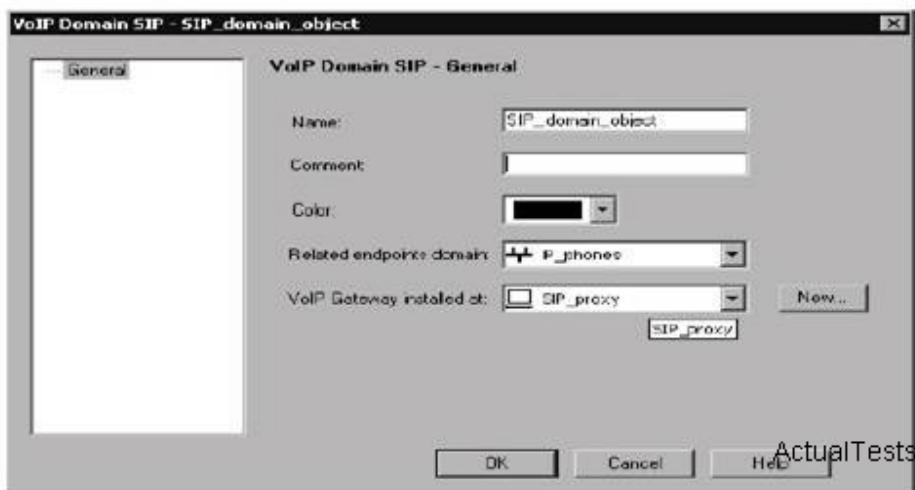 VoIP Domain SIP - SIP_domain_object
General
VoIP Domain SIP - General
Name: SIP_domain_object
Comment:
Color:
Related endpoints domain: IP_phones
VoIP Gateway installed at: SIP_proxy New...
SIP_proxy
OK Cancel Help
ActualTests